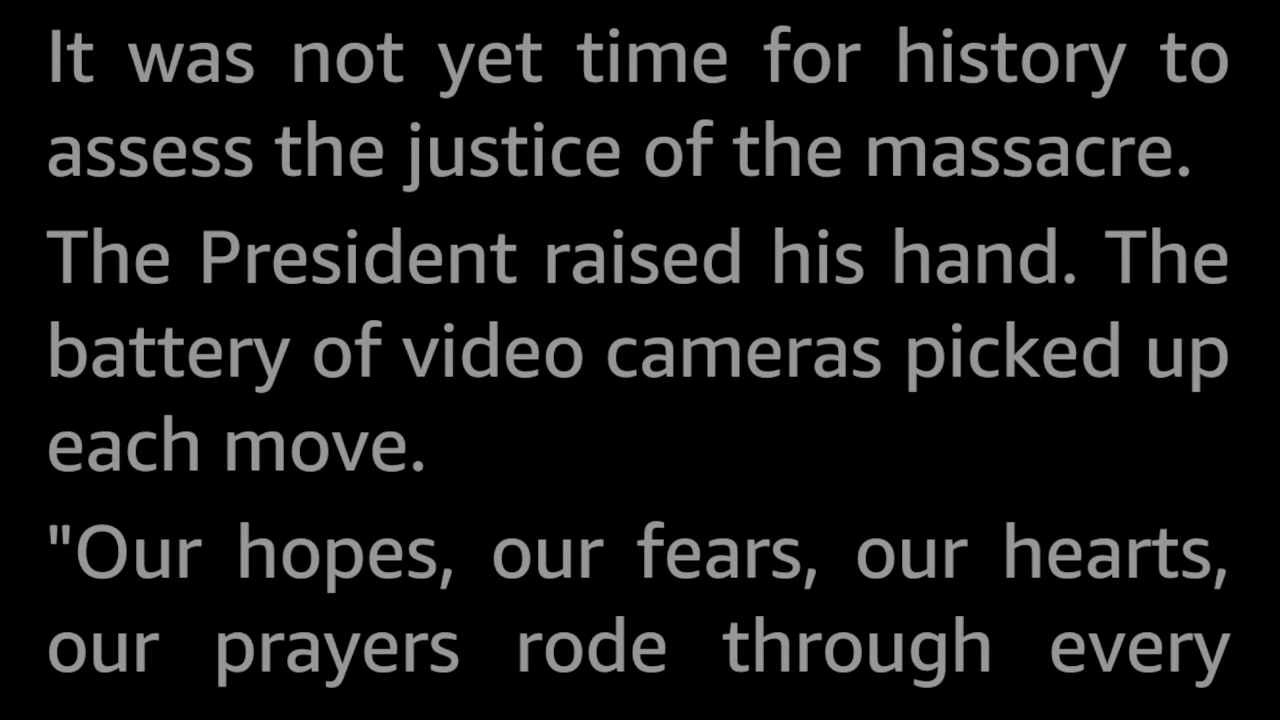 It was not yet time for history to
assess the justice of the massacre.
The President raised his hand. The
battery of video cameras picked up
each move.
"Our hopes, our fears, our hearts,
our prayers rode through every